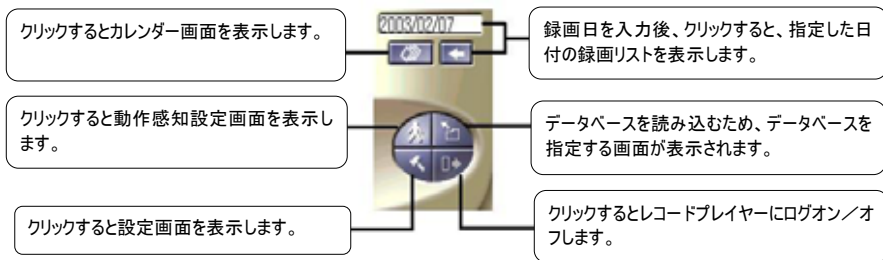 クリックするとカレンダー画面を表示します。
2003/02/07
録画日を入力後、クリックすると、指定した日
付の録画リストを表示します。
クリックすると動作感知設定画面を表示し
ます。
データベースを読み込むため、データベースを
指定する画面が表示されます。
クリックすると設定画面を表示します。
クリックするとレコードプレイヤーにログオン／オ
フします。